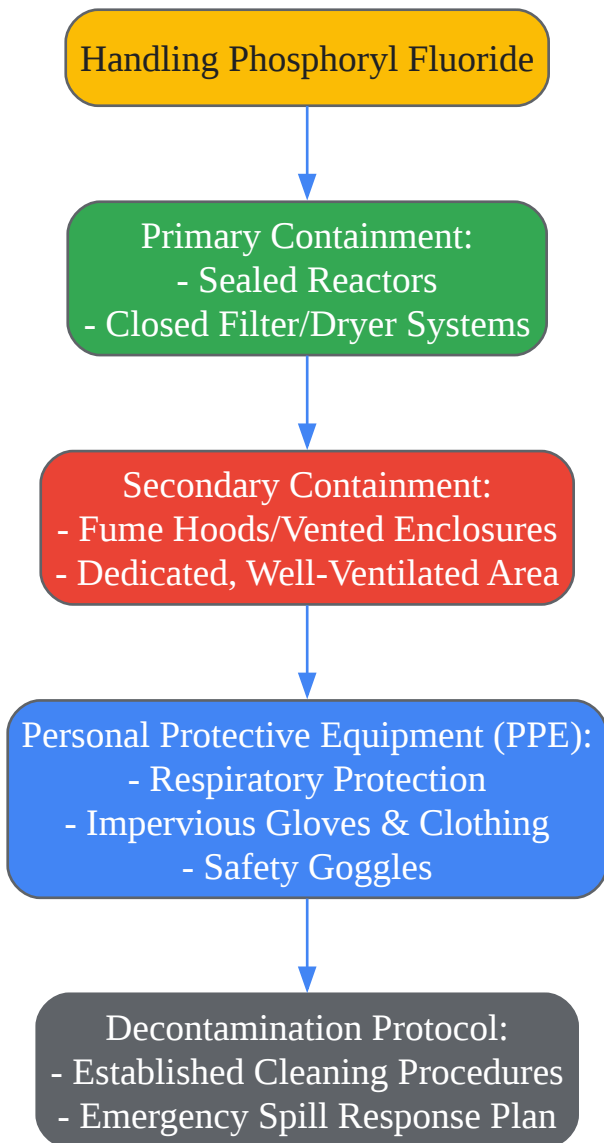 Handling Phosphoryl Fluoride
Primary Containment:
- Sealed Reactors
- Closed Filter/Dryer Systems
Secondary Containment:
- Fume Hoods/Vented Enclosures
- Dedicated, Well-Ventilated Area
Personal Protective Equipment (PPE):
- Respiratory Protection
- Impervious Gloves & Clothing
- Safety Goggles
Decontamination Protocol:
- Established Cleaning Procedures
- Emergency Spill Response Plan